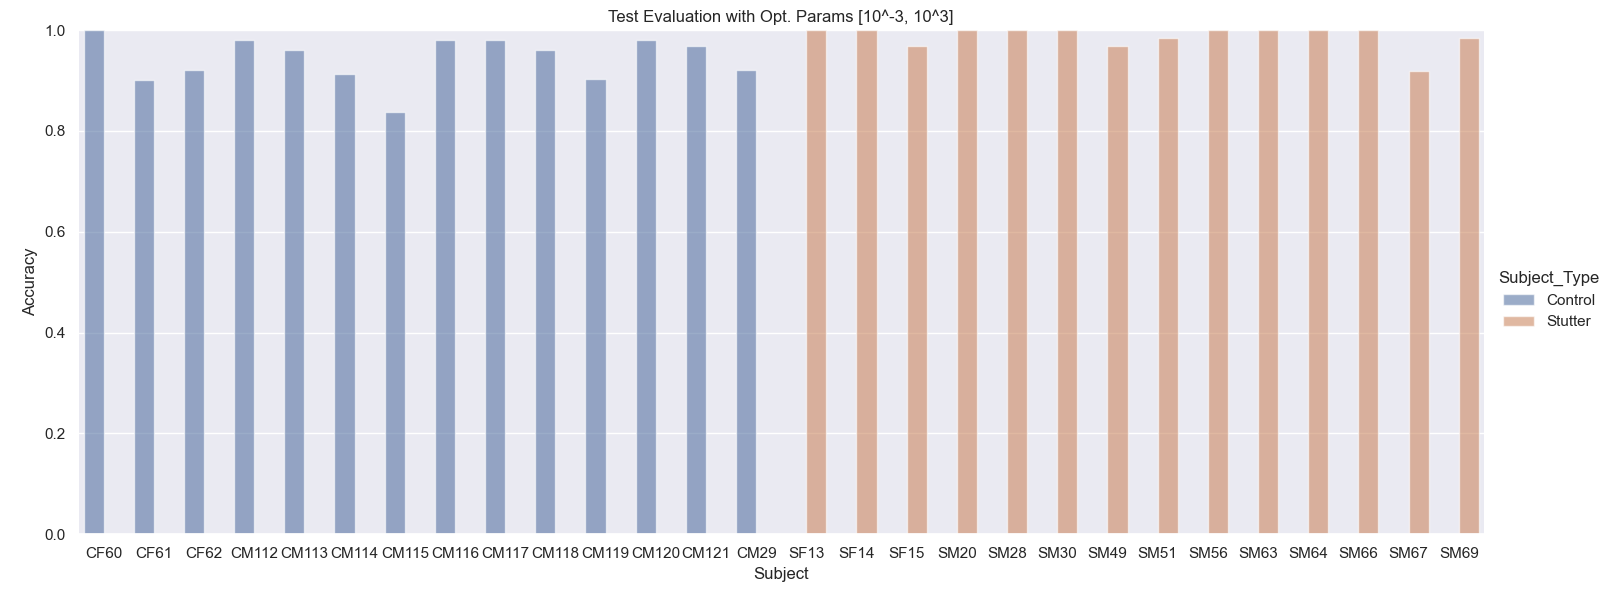 Test Evaluation with Opt. Params [10^-3, 10^3]
1.0
0.8
0.6
0.4
0.2
0.0
Accuracy
CF60 CF61 CF62 CM112 CM113 CM114 CM115 CM116 CM117 CM118 CM119 CM120 CM121 CM29 SF13 SF14 SF15 SM20 SM28 SM30 SM49 SM51 SM56 SM63 SM64 SM66 SM67 SM69
Subject
Subject_Type
Control
Stutter